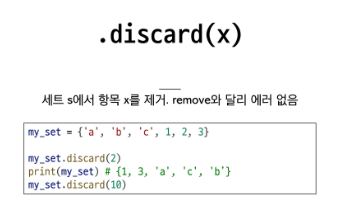 .discard(x)
세트 s에서 항목 x를 제거. remove와 달리 에러 없음
my_set = {'a', 'b', 'c', 1, 2, 3}
my_set.discard(2)
print(my_set) # {1, 3, 'a', 'c', 'b'}
my_set.discard(10)